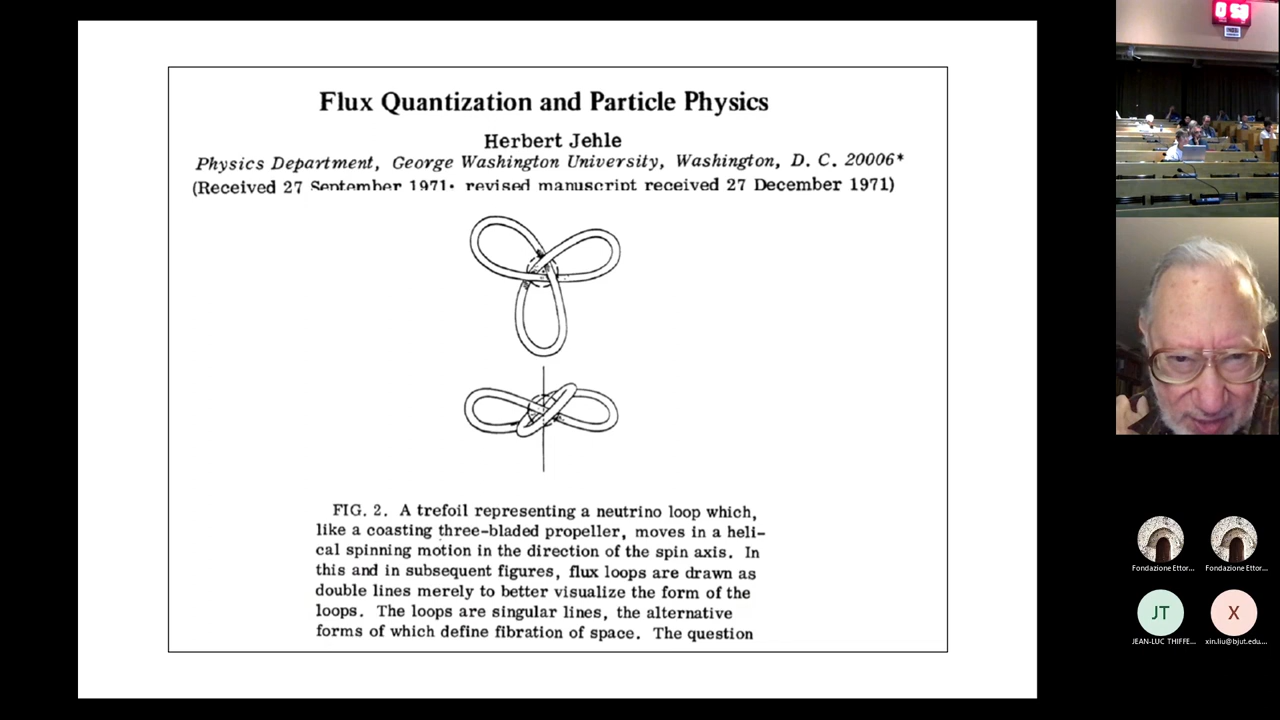 Flux Quantization and Particle Physics
Herbert Jehle
Physics Department, George Washington University, Washington, D. C. 20006*
(Received 27 September 1971; revised manuscript received 27 December 1971)
FIG. 2. A trefoil representing a neutrino loop which,
like a coasting three-bladed propeller, moves in a heli-
cal spinning motion in the direction of the spin axis. In
this and in subsequent figures, flux loops are drawn as
double lines merely to better visualize the form of the
loops. The loops are singular lines, the alternative
forms of which define fibration of space. The question
Fondazione Ettor...
Fondazione Ettor...
JT
X
JEAN-LUC THIFFE...
xin.liu@bjut.edu....